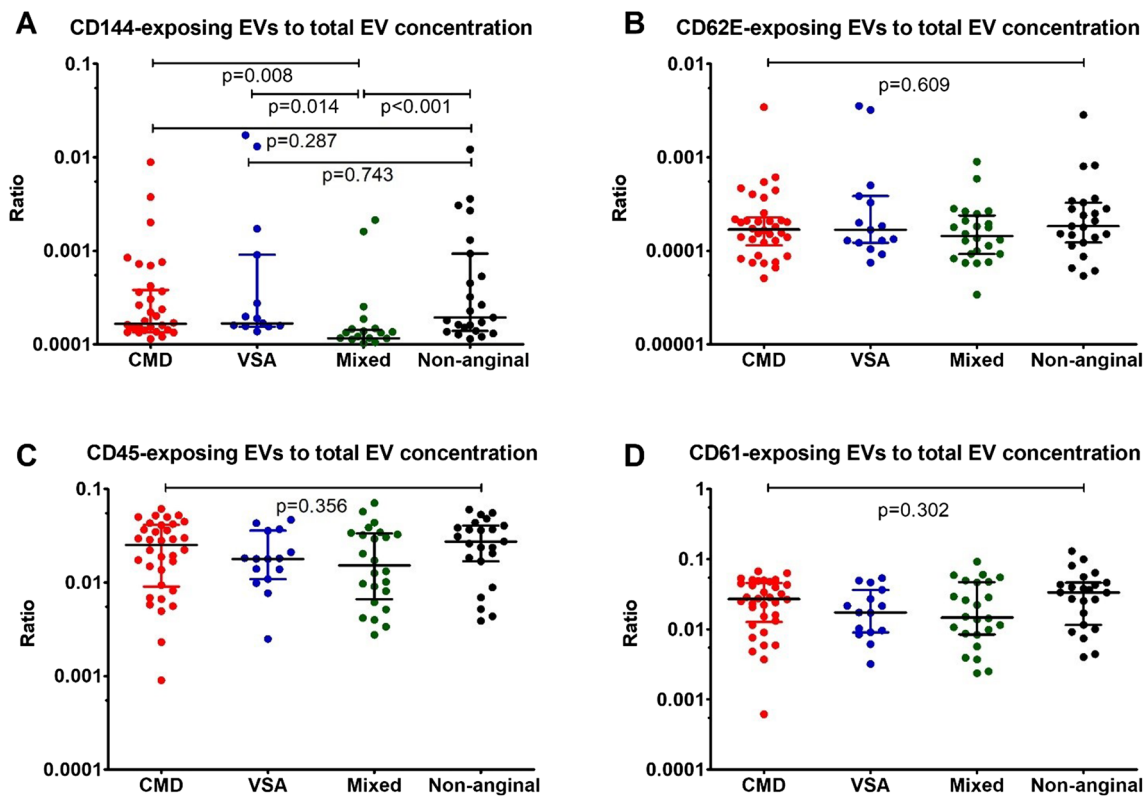 A
CD144-exposing EVs to total EV concentration
0.1
0.01
0.001
0.0001
Ratio
p=0.008
p=0.014
p<0.001
p=0.287
p=0.743
CMD
VSA
Mixed
Non-anginal
B
CD62E-exposing EVs to total EV concentration
0.01
0.001
0.0001
0.00001
Ratio
p=0.609
CMD
VSA
Mixed
Non-anginal
C
CD45-exposing EVs to total EV concentration
0.1
0.01
0.001
0.0001
Ratio
p=0.356
CMD
VSA
Mixed
Non-anginal
D
CD61-exposing EVs to total EV concentration
1
0.1
0.01
0.001
0.0001
Ratio
p=0.302
CMD
VSA
Mixed
Non-anginal